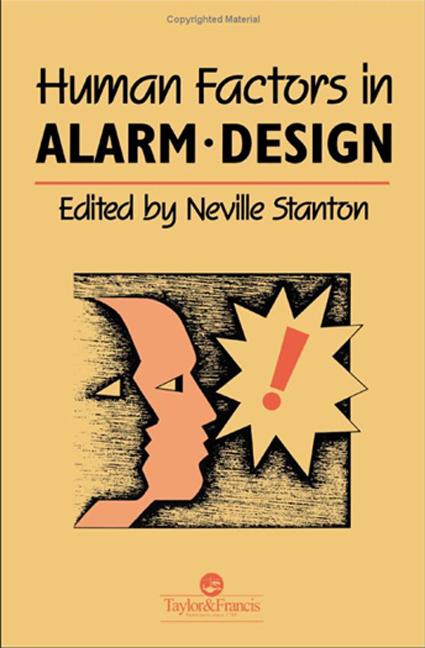 Copyrighted Material
Human Factors in
ALARM · DESIGN
Edited by Neville Stanton
!
Taylor & Francis